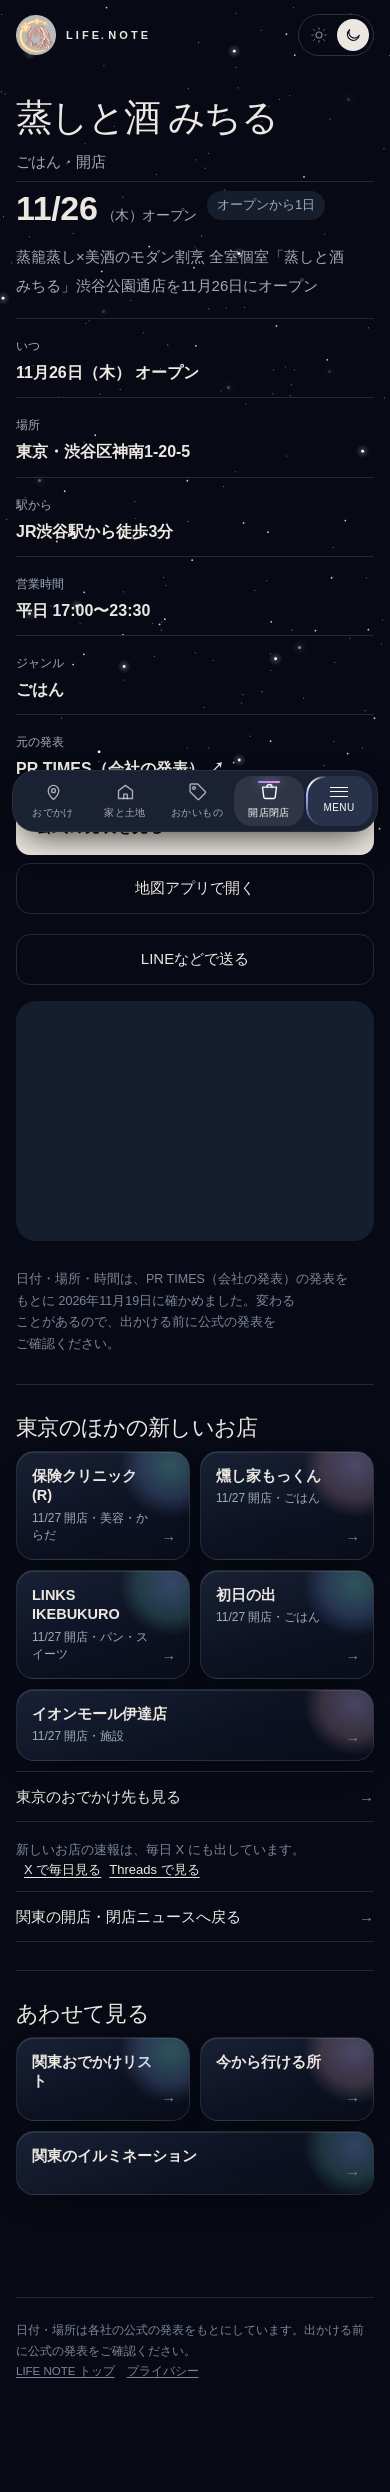 LIFE.NOTE
蒸しと酒 みちる
ごはん・開店
11/26 （木）オープン オープンから1日
蒸籠蒸し×美酒のモダン割烹 全室個室「蒸しと酒
みちる」渋谷公園通店を11月26日にオープン
いつ
11月26日（木） オープン
場所
東京・渋谷区神南1-20-5
駅から
JR渋谷駅から徒歩3分
営業時間
平日 17:00〜23:30
ジャンル
ごはん
元の発表
PR TIMES（会社の発表） ↗
おでかけ 家と土地 おかいもの 開店閉店 MENU
地図アプリで開く
LINEなどで送る
日付・場所・時間は、PR TIMES（会社の発表）の発表を
もとに 2026年11月19日に確かめました。変わる
ことがあるので、出かける前に公式の発表を
ご確認ください。
東京のほかの新しいお店
保険クリニック
(R)
11/27 開店・美容・か
らだ
→
燻し家もっくん
11/27 開店・ごはん
→
LINKS
IKEBUKURO
11/27 開店・パン・ス
イーツ
→
初日の出
11/27 開店・ごはん
→
イオンモール伊達店
11/27 開店・施設
→
東京のおでかけ先も見る →
新しいお店の速報は、毎日 X にも出しています。
X で毎日見る Threads で見る
関東の開店・閉店ニュースへ戻る →
あわせて見る
関東おでかけリス
ト
→
今から行ける所
→
関東のイルミネーション
→
日付・場所は各社の公式の発表をもとにしています。出かける前
に公式の発表をご確認ください。
LIFE NOTE トップ プライバシー